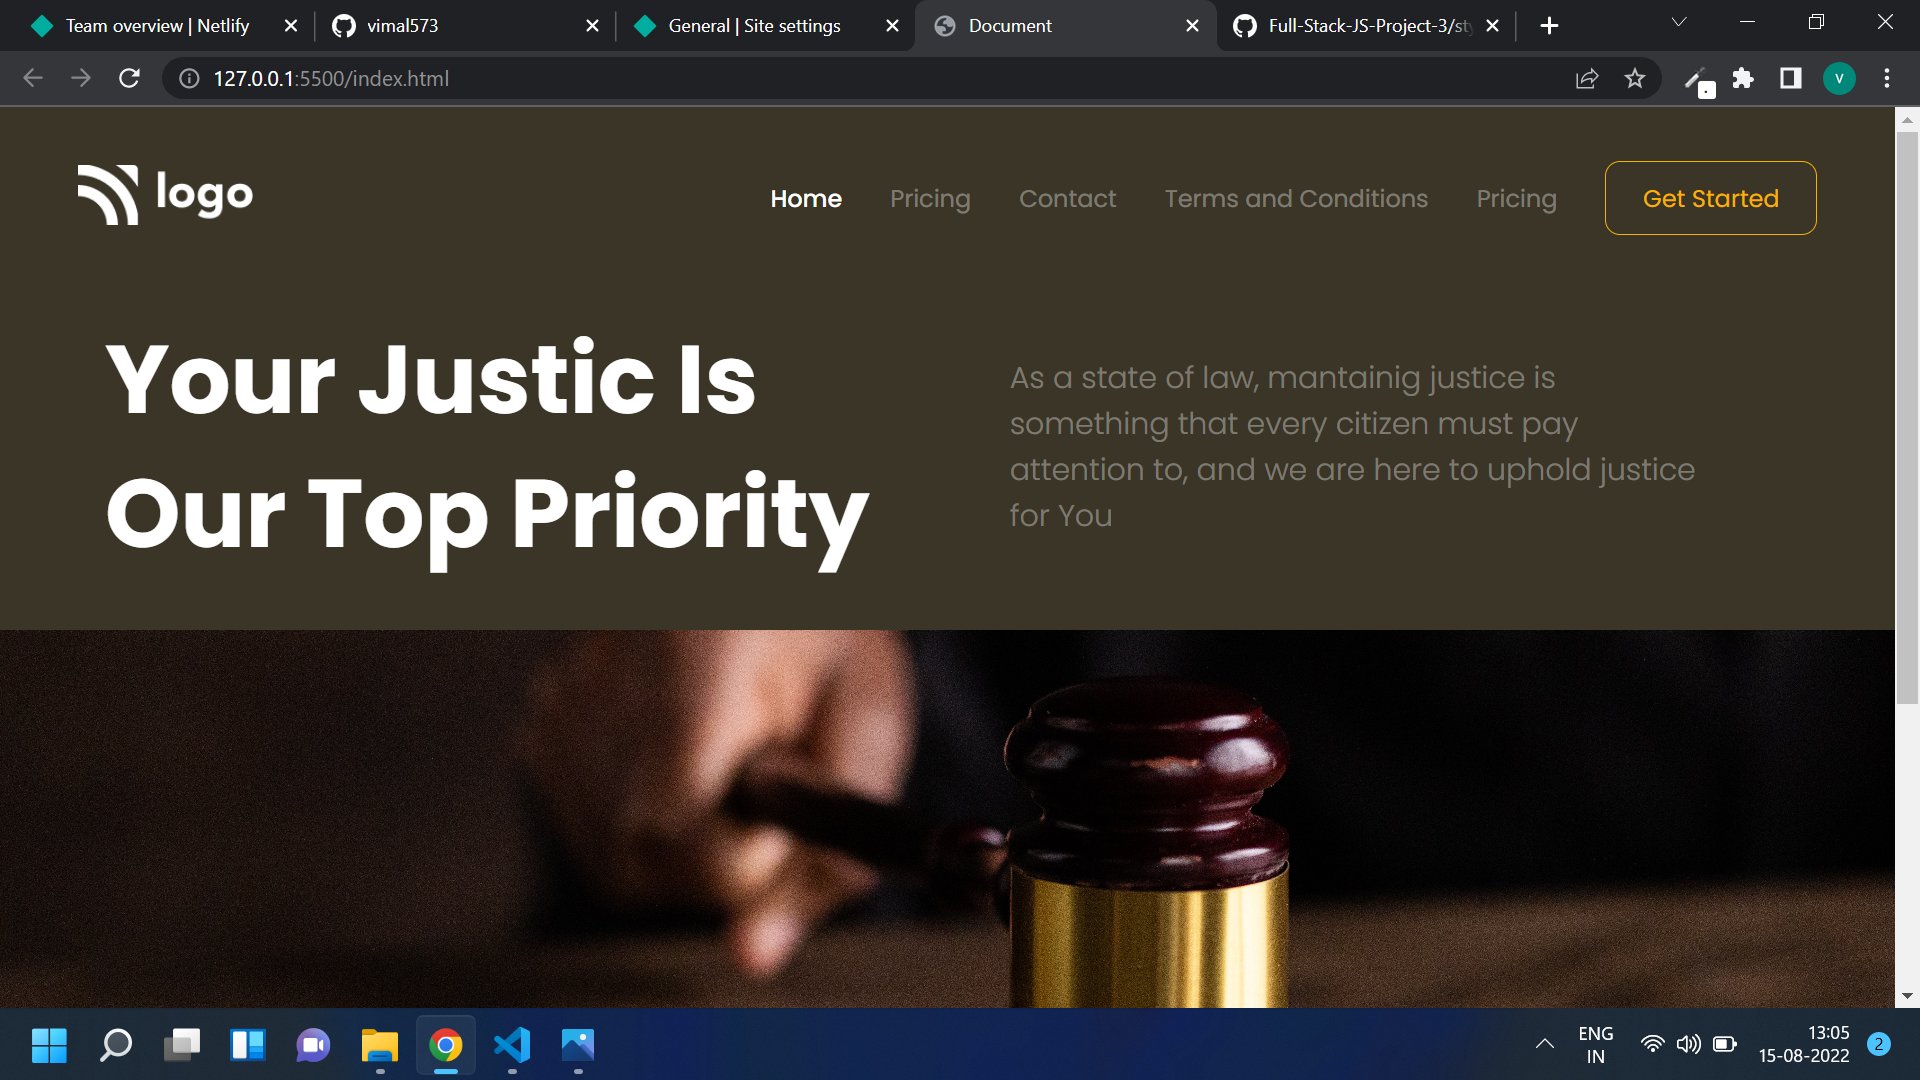 Team overview | Netlify
vimal573
General | Site settings
Document
Full-Stack-JS-Project-3/sty
127.0.0.1:5500/index.html
V
logo
Home
Pricing
Contact
Terms and Conditions
Pricing
Get Started
Your Justic Is
Our Top Priority
As a state of law, mantainig justice is
something that every citizen must pay
attention to, and we are here to uphold justice
for You
ENG
IN
13:05
15-08-2022
2